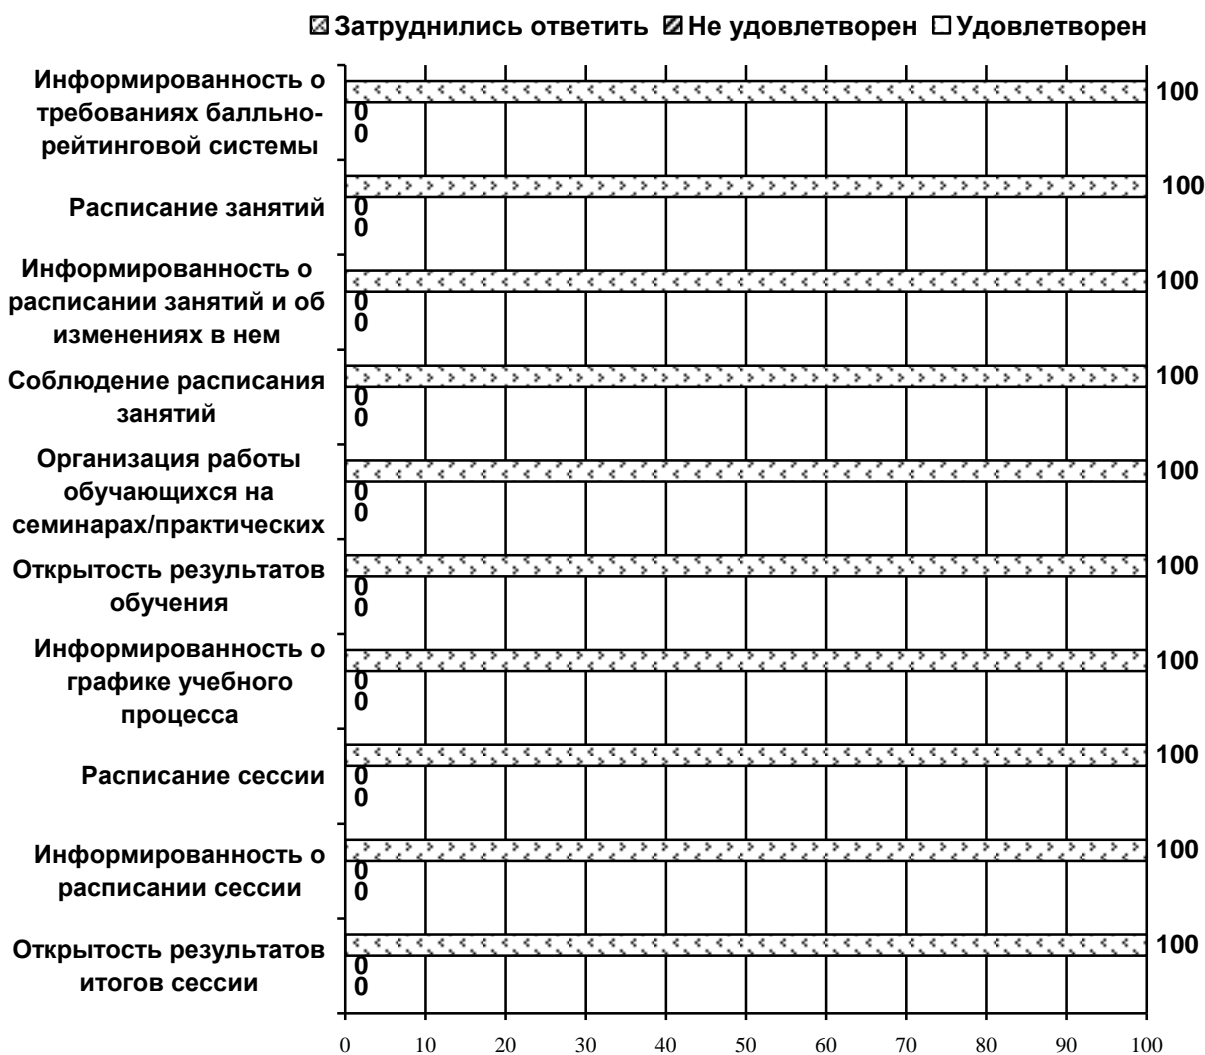 Затруднились ответить Не удовлетворен Удовлетворен
Информированность о
требованиях балльно-
рейтинговой системы
100
0
0
Расписание занятий
100
0
0
Информированность о
расписании занятий и об
изменениях в нем
100
0
0
Соблюдение расписания
занятий
100
0
0
Организация работы
обучающихся на
семинарах/практических
100
0
0
Открытость результатов
обучения
100
0
0
Информированность о
графике учебного
процесса
100
0
0
Расписание сессии
100
0
0
Информированность о
расписании сессии
100
0
0
Открытость результатов
итогов сессии
100
0
0
0 10 20 30 40 50 60 70 80 90 100